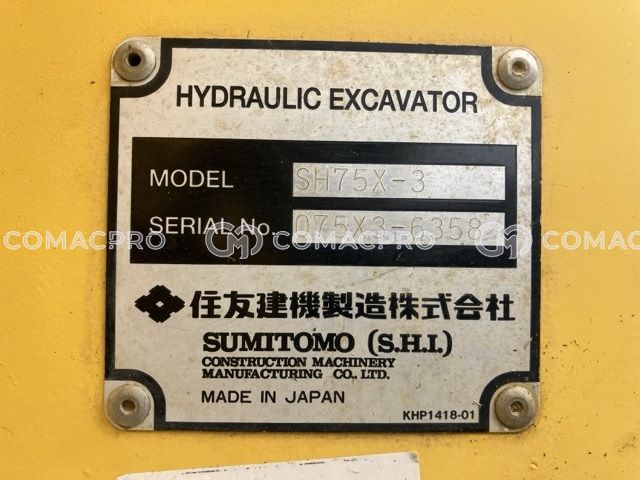 HYDRAULIC EXCAVATOR
MODEL SH75X-3
SERIAL No. 075X3-6358
COMACPRO COMACPRO COMACPRO
住友建機製造株式会社
SUMITOMO (S.H.I.)
CONSTRUCTION MACHINERY
MANUFACTURING CO., LTD.
MADE IN JAPAN
KHP1418-01